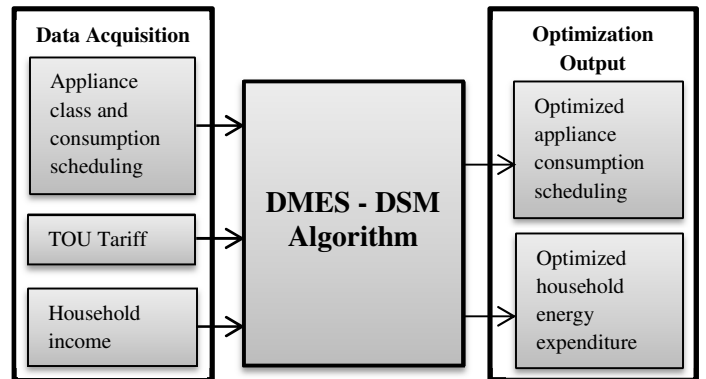 Data Acquisition
Appliance
class and
consumption
scheduling
TOU Tariff
Household
income
DMES - DSM
Algorithm
Optimization
Output
Optimized
appliance
consumption
scheduling
Optimized
household
energy
expenditure